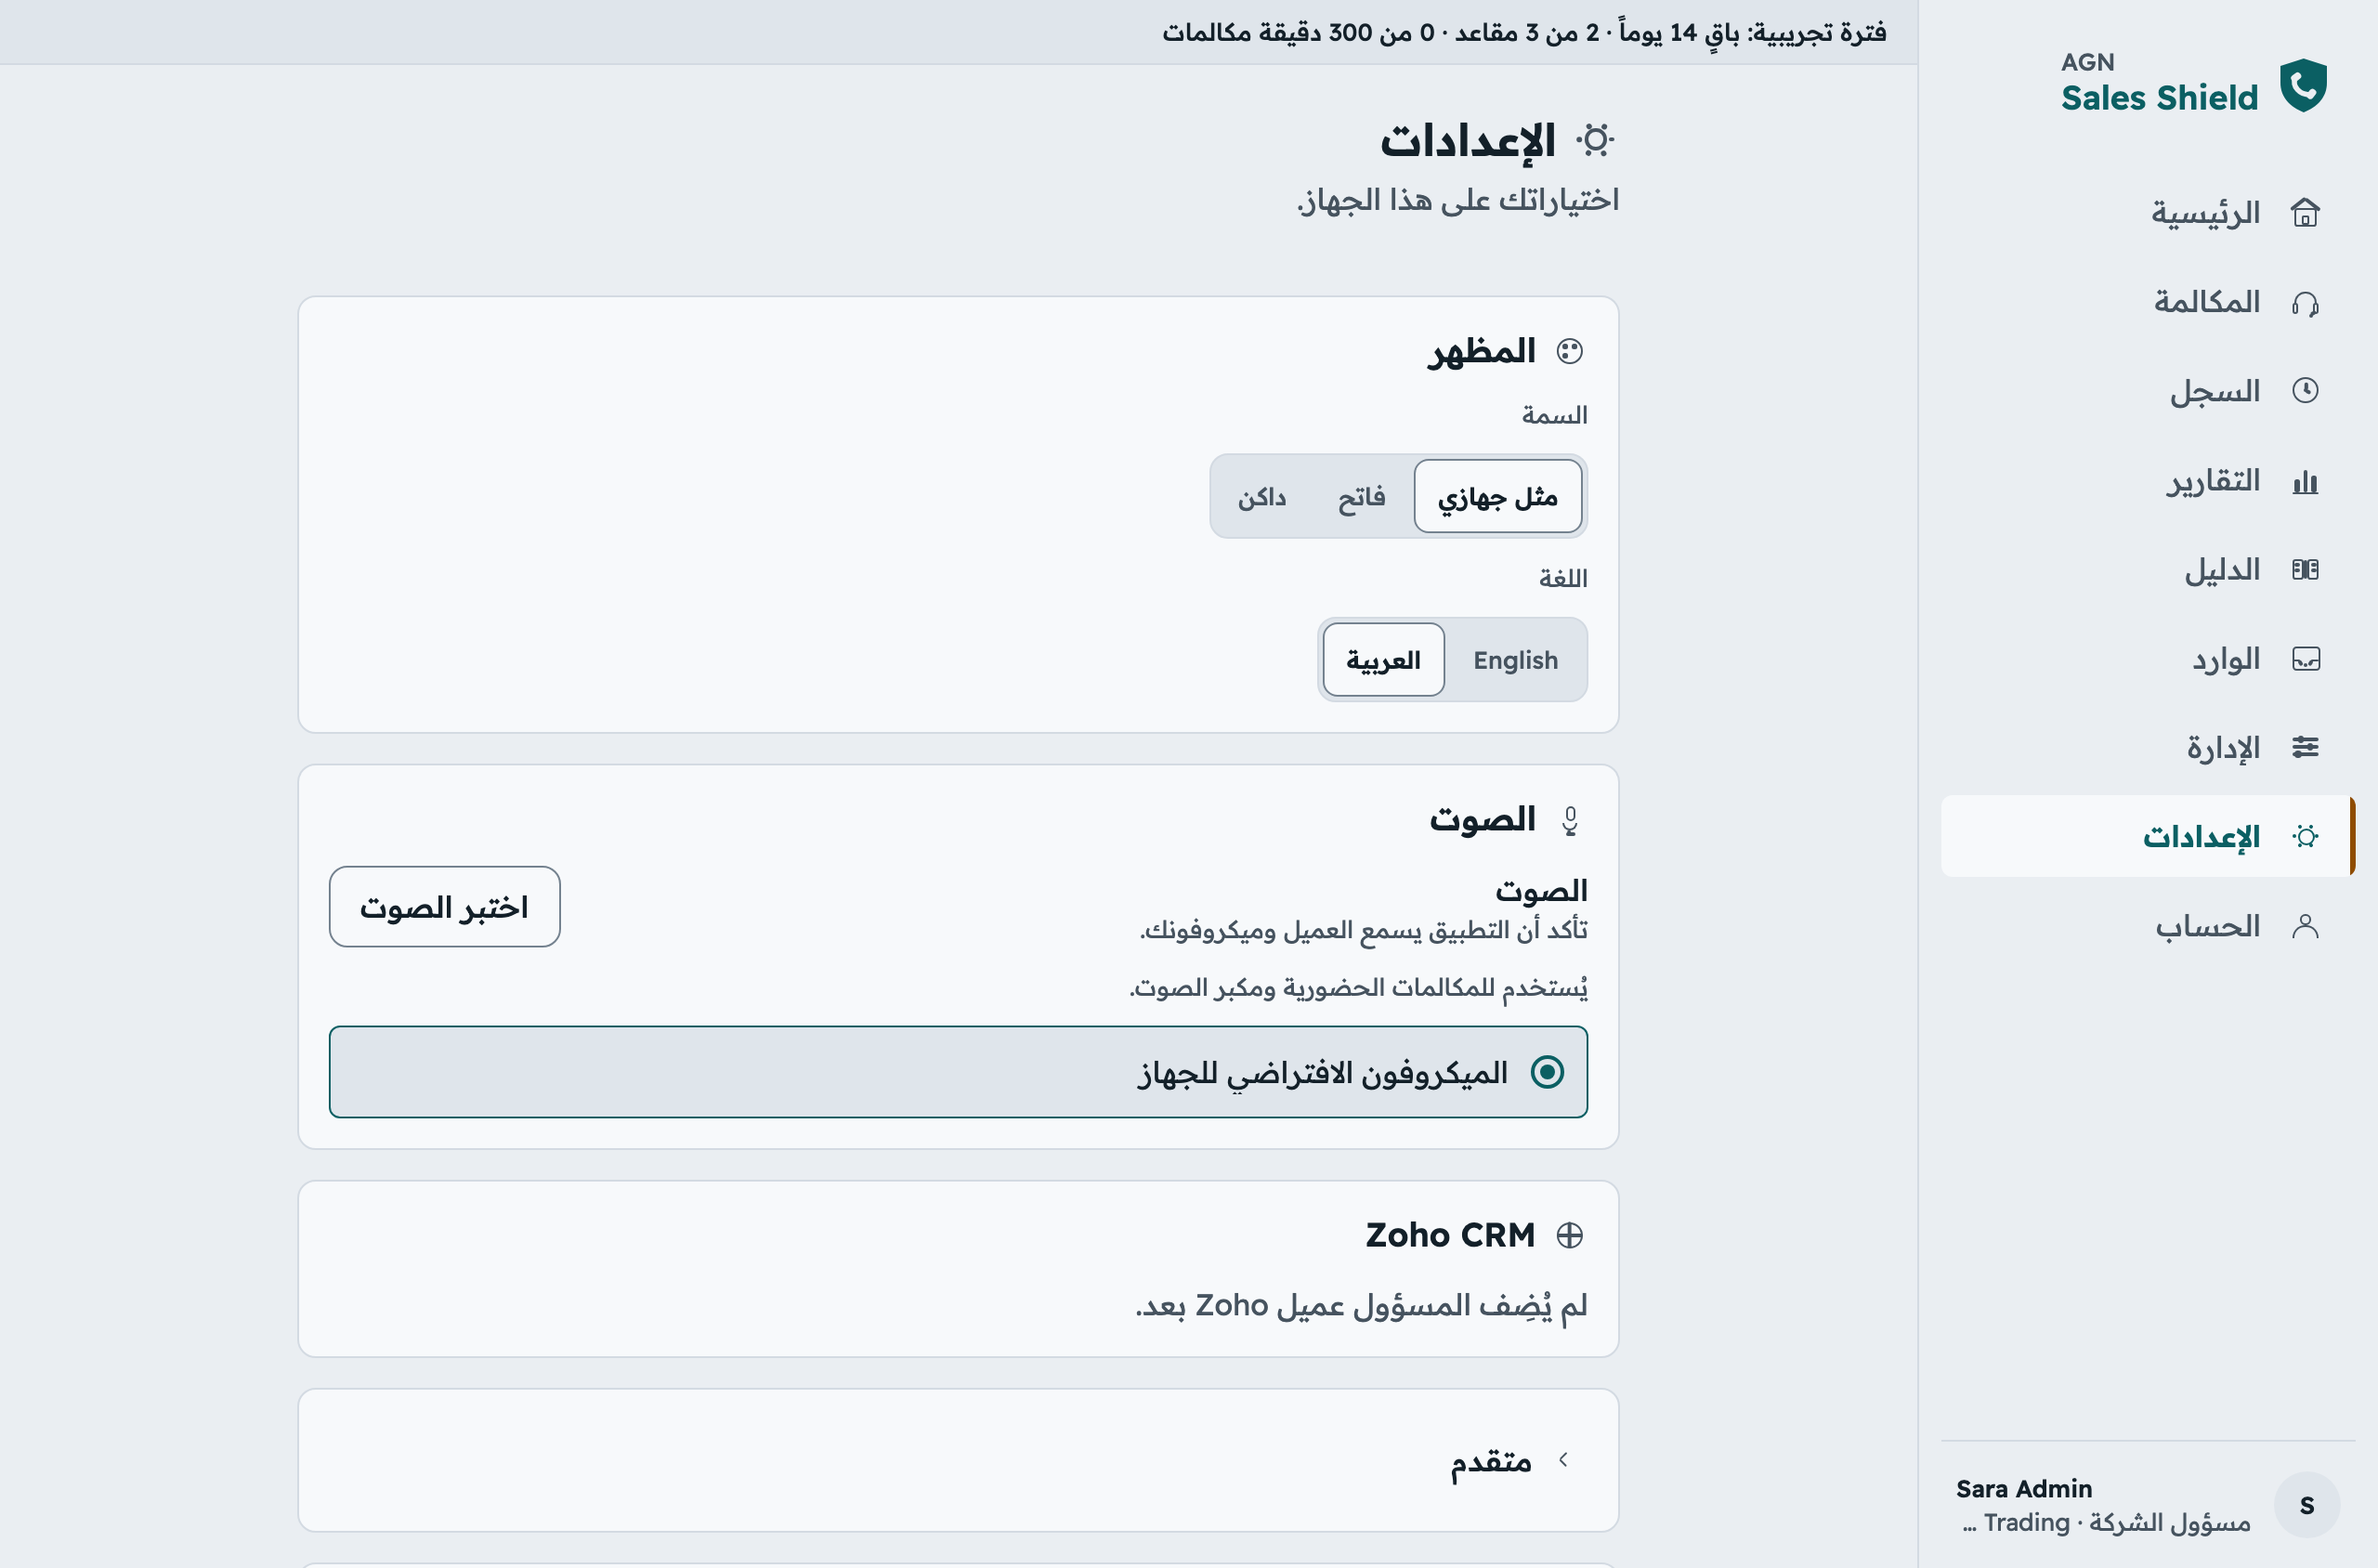 فترة تجريبية: باقٍ 14 يوماً · 2 من 3 مقاعد · 0 من 300 دقيقة مكالمات
AGN
Sales Shield
الرئيسية
المكالمة
السجل
التقارير
الدليل
الوارد
الإدارة
الإعدادات
الحساب
S
Sara Admin
مسؤول الشركة · Trading ...
الإعدادات
اختياراتك على هذا الجهاز.
المظهر
السمة
مثل جهازي
فاتح
داكن
اللغة
English
العربية
الصوت
الصوت
تأكد أن التطبيق يسمع العميل وميكروفونك.
اختبر الصوت
يُستخدم للمكالمات الحضورية ومكبر الصوت.
الميكروفون الافتراضي للجهاز
Zoho CRM
لم يُضِف المسؤول عميل Zoho بعد.
متقدم